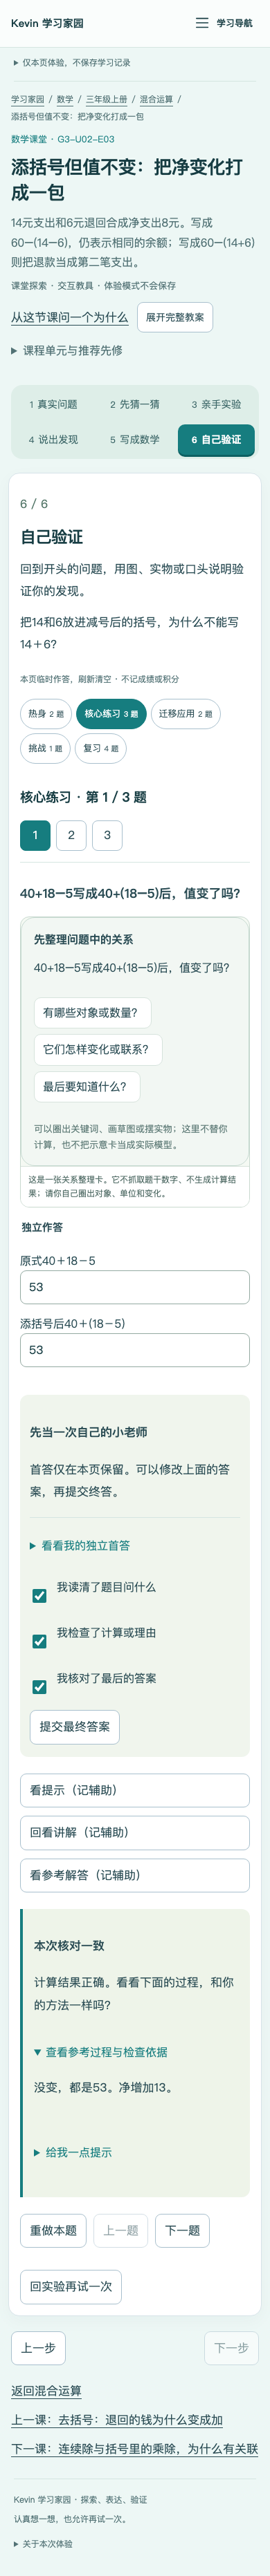 Kevin 学习家园
学习导航
▶ 仅本页体验，不保存学习记录
学习家园 / 数学 / 三年级上册 / 混合运算 /
添括号但值不变：把净变化打成一包
数学课堂 · G3-U02-E03
添括号但值不变：把净变化打
成一包
14元支出和6元退回合成净支出8元。写成
60−(14−6)，仍表示相同的余额；写成60−(14+6)
则把退款当成第二笔支出。
课堂探索 · 交互教具 · 体验模式不会保存
从这节课问一个为什么
展开完整教案
▶ 课程单元与推荐先修
1 真实问题
2 先猜一猜
3 亲手实验
4 说出发现
5 写成数学
6 自己验证
6 / 6
自己验证
回到开头的问题，用图、实物或口头说明验
证你的发现。
把14和6放进减号后的括号，为什么不能写
14＋6？
本页临时作答，刷新清空 · 不记成绩或积分
热身 2 题
核心练习 3 题
迁移应用 2 题
挑战 1 题
复习 4 题
核心练习 · 第 1 / 3 题
1
2
3
40+18−5写成40+(18−5)后，值变了吗？
先整理问题中的关系
40+18−5写成40+(18−5)后，值变了吗？
有哪些对象或数量？
它们怎样变化或联系？
最后要知道什么？
可以圈出关键词、画草图或摆实物；这里不替你
计算，也不把示意卡当成实际模型。
这是一张关系整理卡。它不抓取题干数字、不生成计算结
果；请你自己圈出对象、单位和变化。
独立作答
原式40＋18－5
53
添括号后40＋(18－5)
53
先当一次自己的小老师
首答仅在本页保留。可以修改上面的答
案，再提交终答。
▶ 看看我的独立首答
我读清了题目问什么
我检查了计算或理由
我核对了最后的答案
提交最终答案
看提示（记辅助）
回看讲解（记辅助）
看参考解答（记辅助）
本次核对一致
计算结果正确。看看下面的过程，和你
的方法一样吗？
▼ 查看参考过程与检查依据
没变，都是53。净增加13。
▶ 给我一点提示
重做本题
上一题
下一题
回实验再试一次
上一步
下一步
返回混合运算
上一课：去括号：退回的钱为什么变成加
下一课：连续除与括号里的乘除，为什么有关联
Kevin 学习家园 · 探索、表达、验证
认真想一想，也允许再试一次。
▶ 关于本次体验